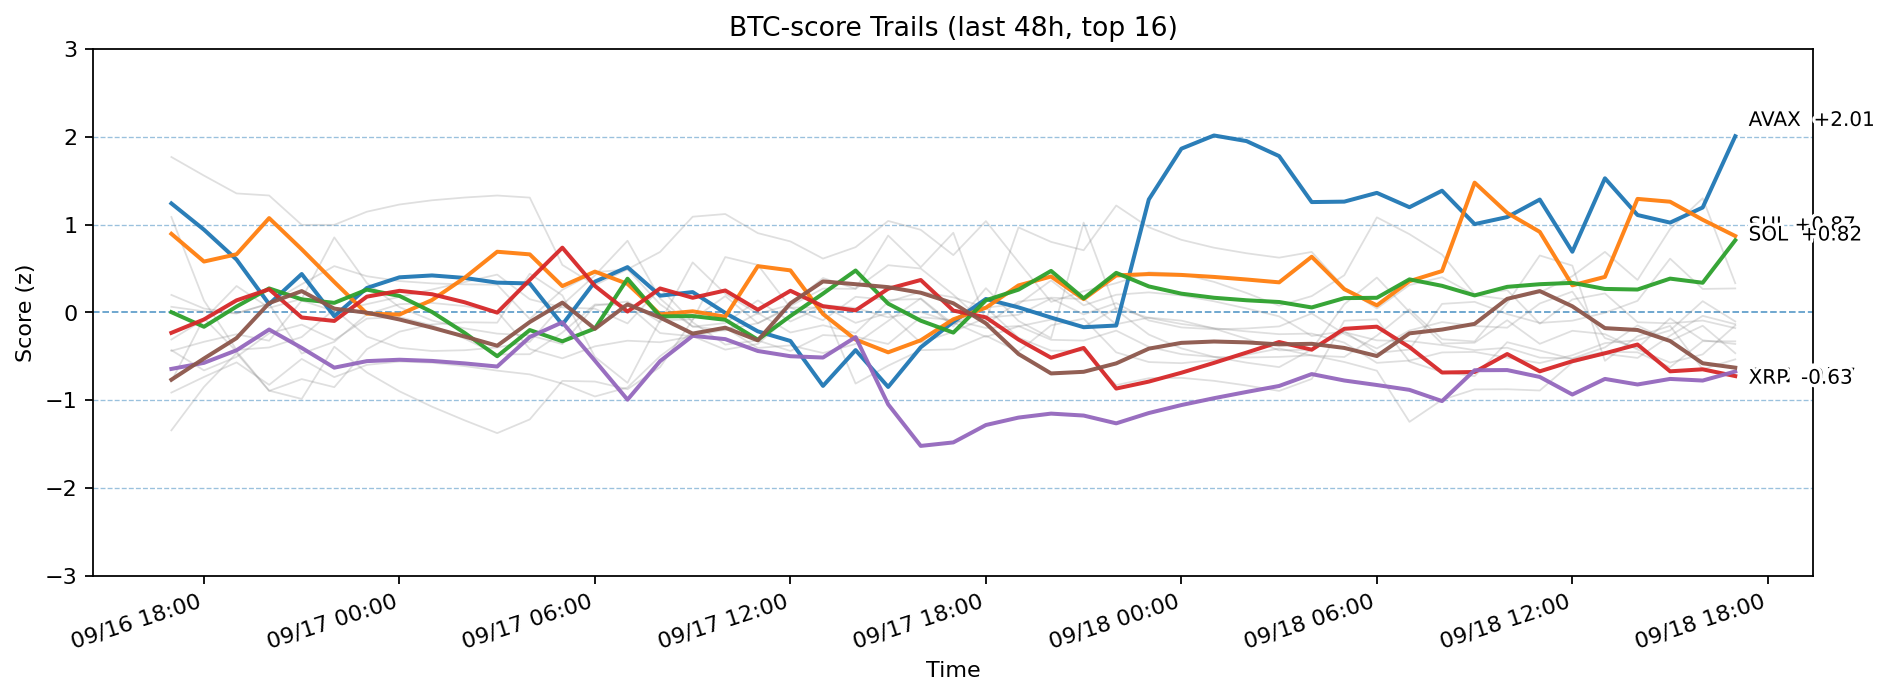 BTC-score Trails (last 48h, top 16)
3
2
1
0
−1
−2
−3
Score (z)
AVAX +2.01
+0.87
SOL +0.82
XRP -0.63
09/16 18:00
09/17 00:00
09/17 06:00
09/17 12:00
09/17 18:00
09/18 00:00
09/18 06:00
09/18 12:00
09/18 18:00
Time